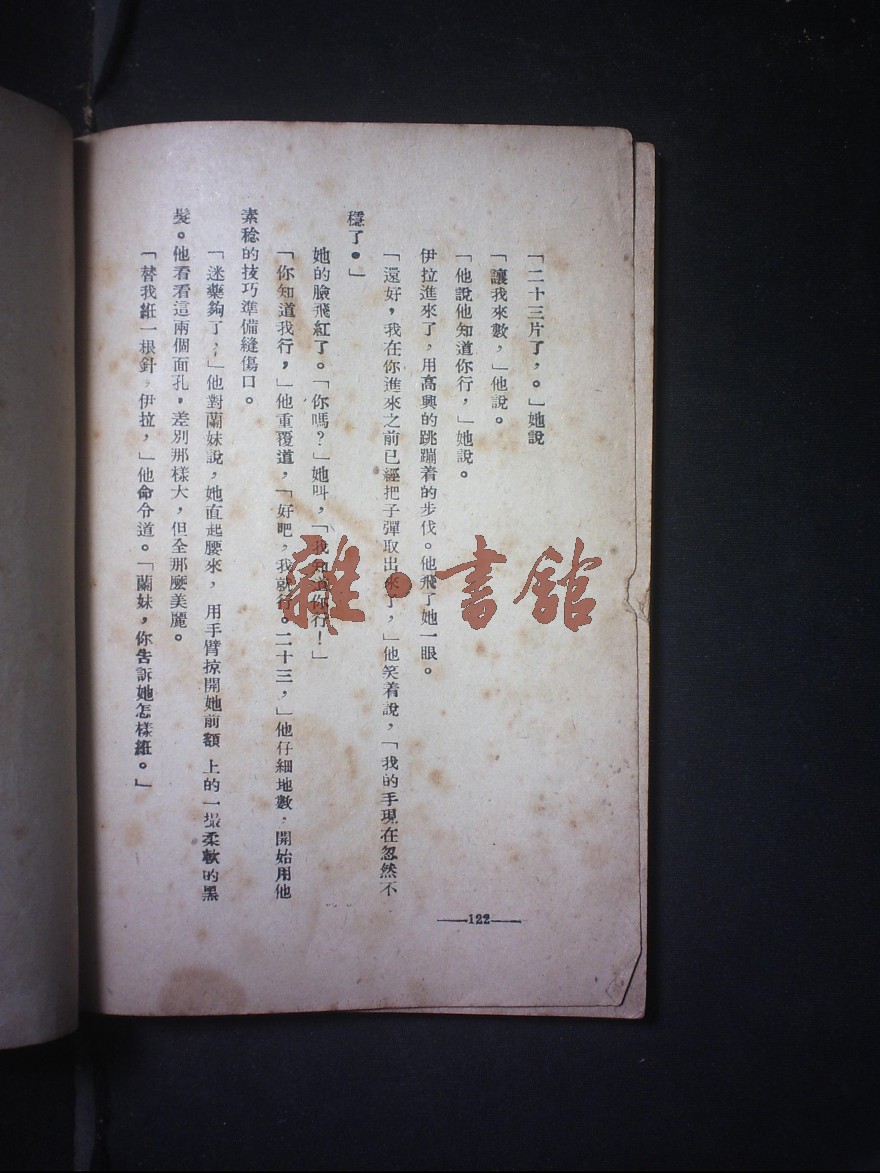 「二十三片了，。」她說
「讓我來數，」他說。
「他說他知道你行，」她說。
伊拉進來了，用高興的跳蹦着的步伐。他飛了她一眼。
「還好，我在你進來之前已經把子彈取出來了，」他笑着說，「我的手現在忽然不
穩了。」
她的臉飛紅了。「你嗎？」她叫，「我知道你行！」
「你知道我行，」他重覆道，「好吧，我就行。二十三，」他仔細地數，開始用他
素稔的技巧準備縫傷口。
「迷藥夠了，」他對蘭妹說，她直起腰來，用手臂掠開她前額上的一撮柔軟的黑
髮。他看看這兩個面孔，差別那樣大，但全那麼美麗。
「替我絍一根針，伊拉，」他命令道。「蘭妹，你告訴她怎樣絍。」
—122—
雜·書館